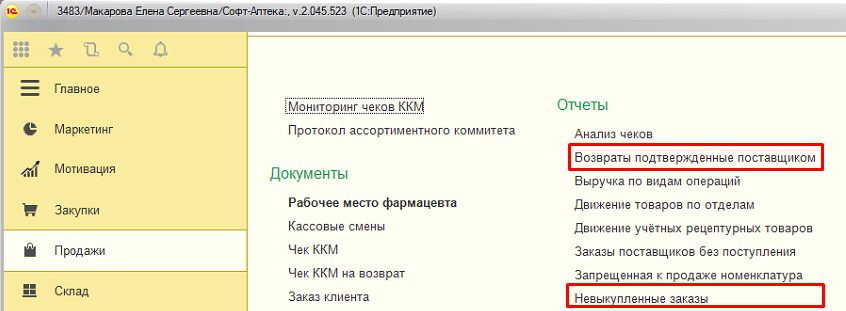 3483/Макарова Елена Сергеевна/Софт-Аптека:, v.2.045.523 (1С:Предприятие)
Главное
Маркетинг
Мотивация
Закупки
Продажи
Склад
Мониторинг чеков ККМ
Протокол ассортиментного коммитета
Документы
Рабочее место фармацевта
Кассовые смены
Чек ККМ
Чек ККМ на возврат
Заказ клиента
Отчеты
Анализ чеков
Возвраты подтвержденные поставщиком
Выручка по видам операций
Движение товаров по отделам
Движение учётных рецептурных товаров
Заказы поставщиков без поступления
Запрещенная к продаже номенклатура
Невыкупленные заказы